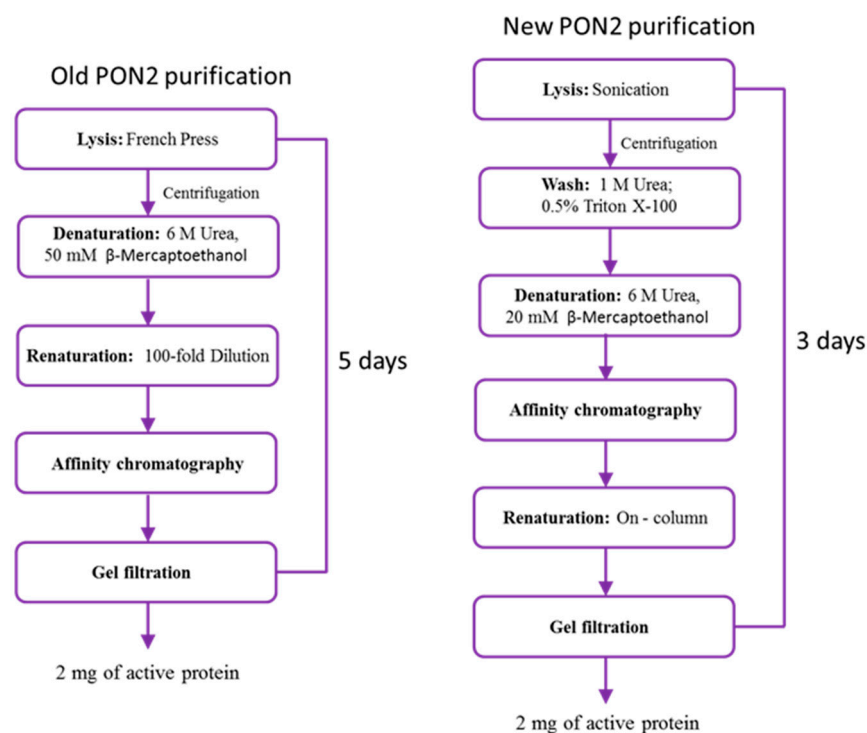 Old PON2 purification
Lysis: French Press
Centrifugation
Denaturation: 6 M Urea,
50 mM β-Mercaptoethanol
Renaturation: 100-fold Dilution
Affinity chromatography
Gel filtration
5 days
2 mg of active protein
New PON2 purification
Lysis: Sonication
Centrifugation
Wash: 1 M Urea;
0.5% Triton X-100
Denaturation: 6 M Urea,
20 mM β-Mercaptoethanol
Affinity chromatography
Renaturation: On - column
Gel filtration
3 days
2 mg of active protein